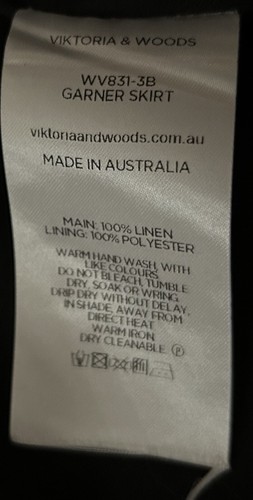 VIKTORIA & WOODS
WV831-3B
GARNER SKIRT
viktoriaandwoods.com.au
MADE IN AUSTRALIA
MAIN: 100% LINEN
LINING: 100% POLYESTER
WARM HAND WASH, WITH
LIKE COLOURS
DO NOT BLEACH, TUMBLE
DRY, SOAK OR WRING
DRIP DRY WITHOUT DELAY,
IN SHADE, AWAY FROM
DIRECT HEAT
WARM IRON
DRY CLEANABLE Ⓟ